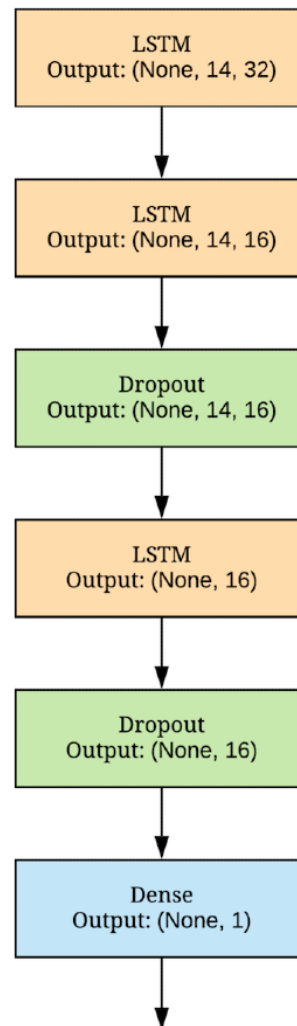 LSTM
Output: (None, 14, 32)
LSTM
Output: (None, 14, 16)
Dropout
Output: (None, 14, 16)
LSTM
Output: (None, 16)
Dropout
Output: (None, 16)
Dense
Output: (None, 1)